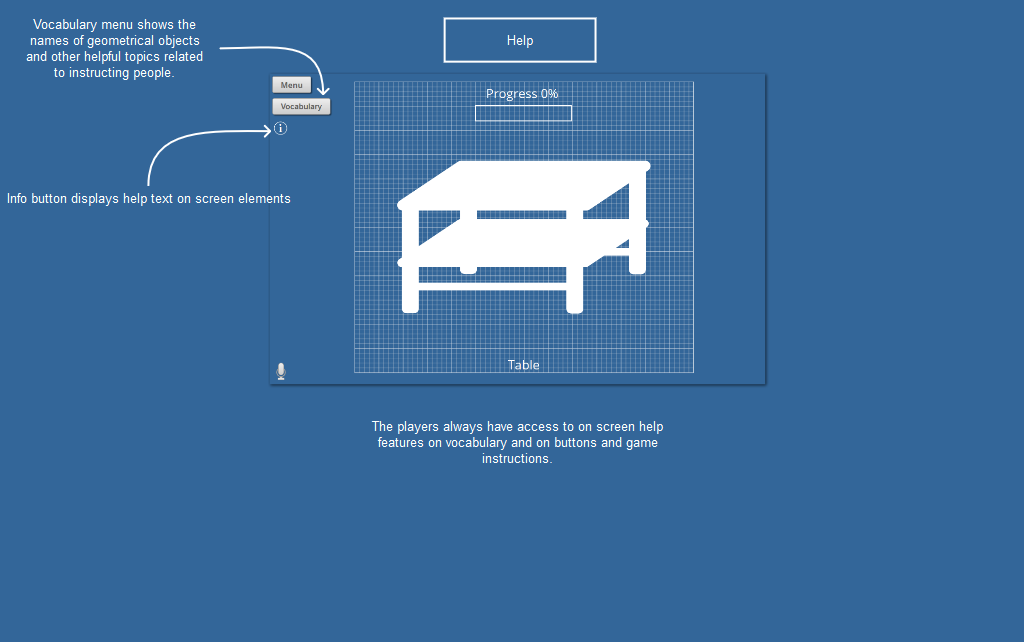 Vocabulary menu shows the
names of geometrical objects
and other helpful topics related
to instructing people.
Help
Menu
Vocabulary
Progress 0%
i
Info button displays help text on screen elements
Table
The players always have access to on screen help
features on vocabulary and on buttons and game
instructions.